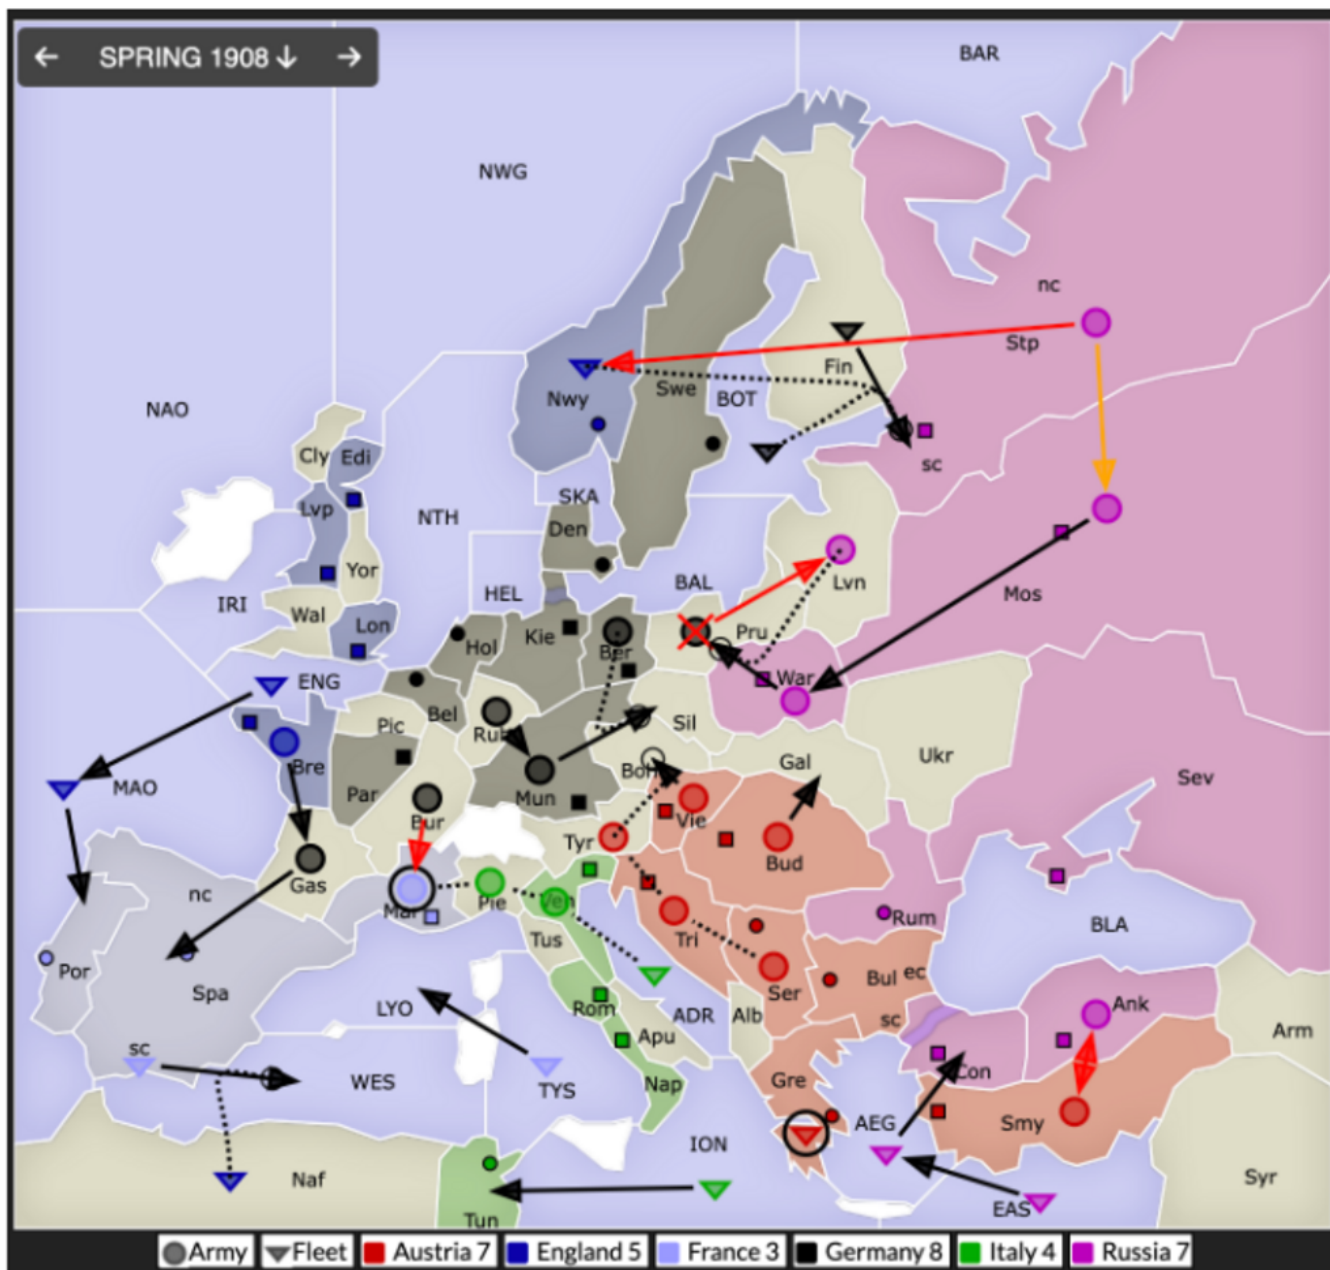 ← SPRING 1908 ↓ →
BAR
NWG
nc
Stp
Fin
Swe
BOT
Nwy
NAO
Cly
Edi
sc
SKA
Lvp
NTH
Den
Yor
HEL
BAL
Lvn
IRI
Wal
Mos
Lon
Kie
Pru
Hol
Ber
War
ENG
Bel
Pic
Sil
Ruh
Ukr
Gal
Boh
Sev
MAO
Par
Mun
Bre
Vie
Bur
Tyr
Bud
Gas
nc
Pie
Ven
Mar
Rum
BLA
Tus
Tri
Por
Bul
ec
Spa
Ser
Rom
LYO
ADR
Alb
sc
Ank
Apu
Arm
sc
WES
Con
TYS
Nap
Gre
AEG
Smy
ION
Naf
Syr
EAS
Tun
Army Fleet Austria 7 England 5 France 3 Germany 8 Italy 4 Russia 7